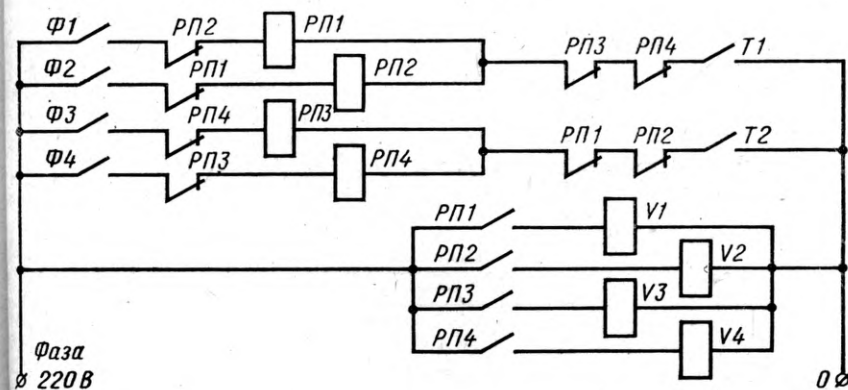 Ф1 РП2 РП1
Ф2 РП1 РП2 РП3 РП4 Т1
Ф3 РП4 РП3 РП1 РП2 Т2
Ф4 РП3 РП4
РП1 V1
РП2 V2
РП3 V3
РП4 V4
Фаза
220 В 0